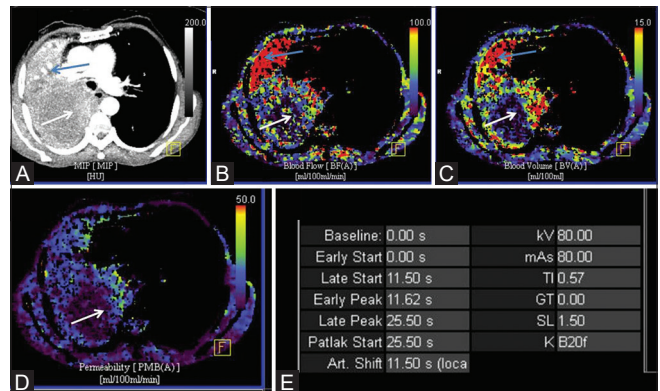 200.0
F
A
MIP [ MIP ]
[HU]
100.0
F
B
Blood Flow [ BF(A) ]
[ml/100ml/min]
15.0
F
C
Blood Volume [ BV(A) ]
[ml/100ml]
50.0
F
D
Permeability [ PMB(A) ]
[ml/100ml/min]
Baseline: 0.00 s kV 80.00
Early Start 0.00 s mAs 80.00
Late Start 11.50 s TI 0.57
Early Peak 11.62 s GT 0.00
Late Peak 25.50 s SL 1.50
Patlak Start 25.50 s K B20f
Art. Shift 11.50 s (loca
E